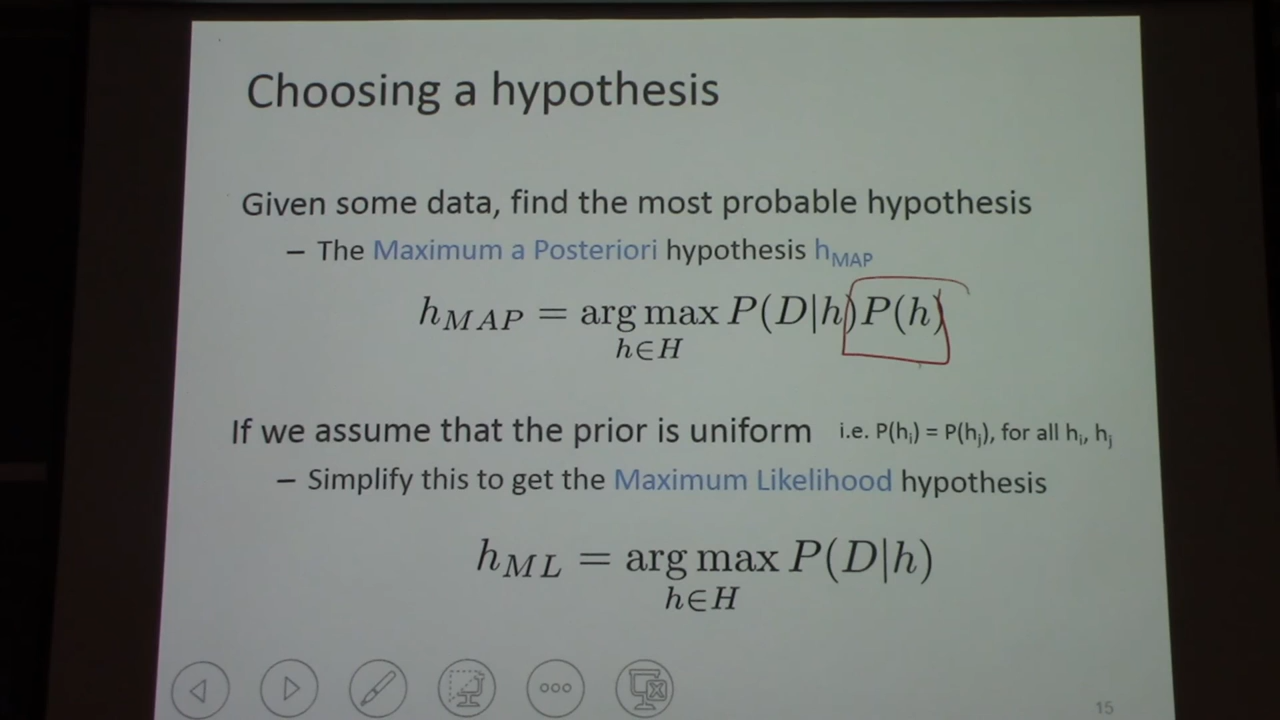 Choosing a hypothesis
Given some data, find the most probable hypothesis
– The Maximum a Posteriori hypothesis hMAP
hMAP = arg max P(D|h)P(h)
h∈H
If we assume that the prior is uniform i.e. P(hi) = P(hj), for all hi, hj
– Simplify this to get the Maximum Likelihood hypothesis
hML = arg max P(D|h)
h∈H
15